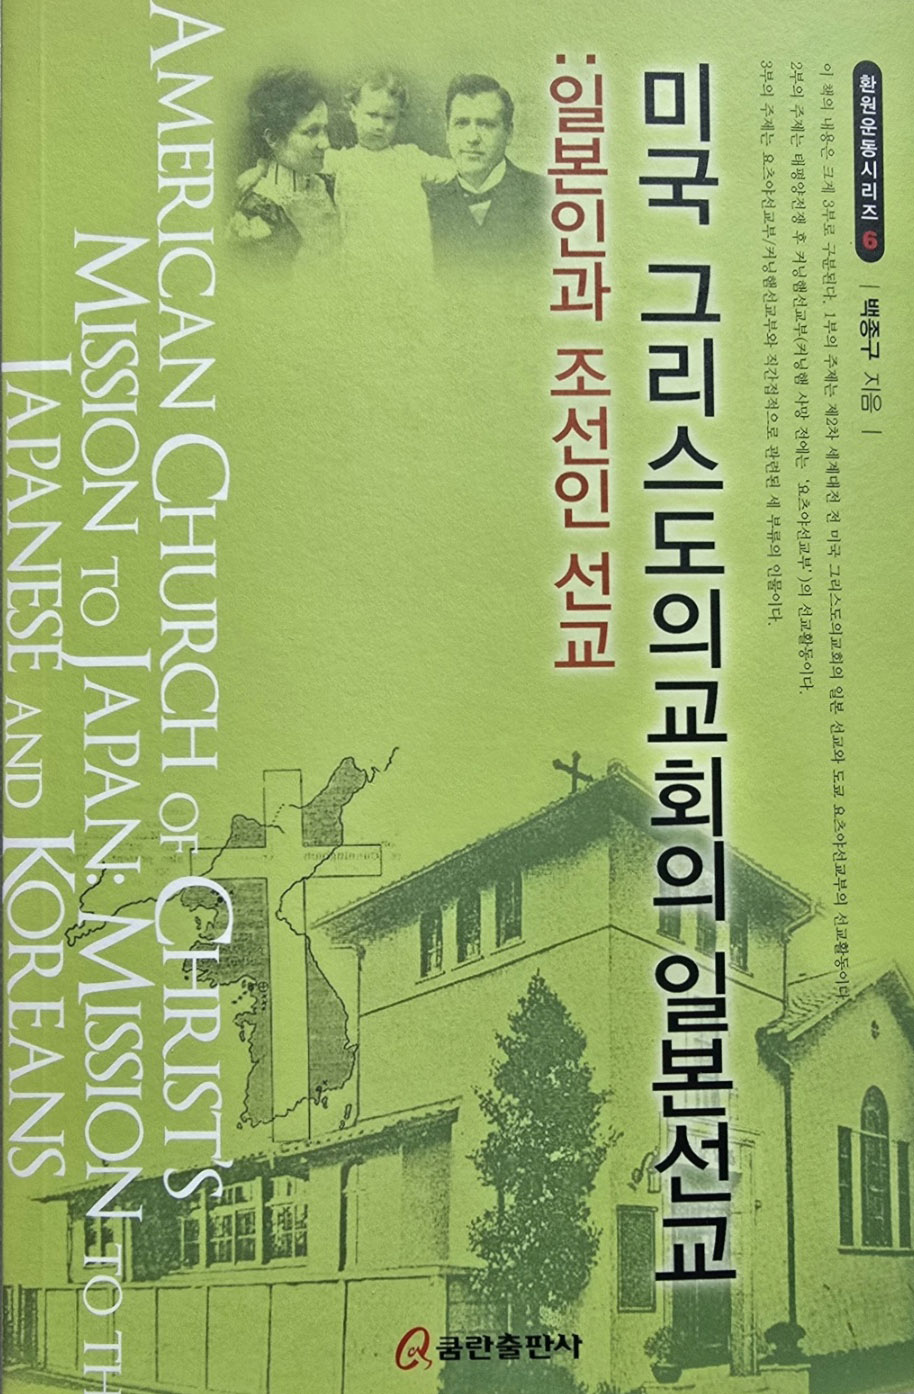 환원운동시리즈 6
| 백종구 지음 |
이 책의 내용은 크게 3부로 구분된다. 1부의 주제는 제2차 세계대전 전 미국 그리스도의교회의 일본 선교와 도쿄 요츠야선교부의 선교활동이다.
2부의 주제는 태평양전쟁 후 커닝햄선교부(커닝햄 사망 전에는 '요츠야선교부')의 선교활동이다.
3부의 주제는 요츠야선교부/커닝햄선교부와 직간접적으로 관련된 세 부류의 인물이다.
미국 그리스도의교회의 일본선교
:일본인과 조선인 선교
AMERICAN CHURCH OF CHRIST'S
MISSION TO JAPAN: MISSION TO TH
JAPANESE AND KOREANS
쿰란출판사